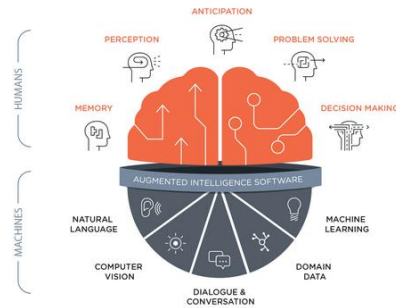 ANTICIPATION
PERCEPTION
PROBLEM SOLVING
MEMORY
DECISION MAKING
HUMANS
AUGMENTED INTELLIGENCE SOFTWARE
MACHINES
NATURAL
LANGUAGE
MACHINE
LEARNING
COMPUTER
VISION
DOMAIN
DATA
DIALOGUE &
CONVERSATION